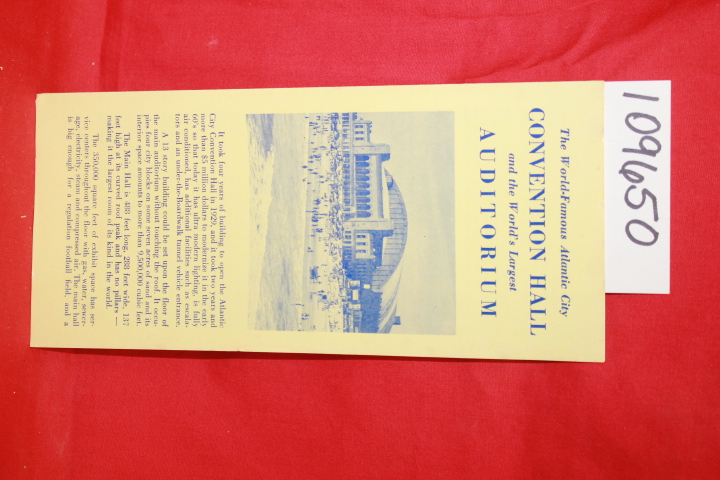 The World-Famous Atlantic City
CONVENTION HALL
and the World's Largest
AUDITORIUM
It took four years of building to open the Atlantic
City Convention Hall in 1929, and it took two years and
more than $5 million dollars to modernize it in the early
60's so that today it has ultra modern lighting, is fully
air conditioned, has additional facilities such as escala-
tors and an under-the-Boardwalk tunnel vehicle entrance.
A 13 story building could be set upon the floor of
the main auditorium without touching the roof. It occu-
pies four city blocks on some seven acres of sand and its
interior space amounts to more than 9,500,000 cubic feet.
The Main Hall is 488 feet long, 288 feet wide, 137
feet high at its curved roof peak, and has no pillars —
making it the largest room of its kind in the world.
The 350,000 square feet of exhibit space has ser-
vice centers throughout the floor with gas, water, sewer-
age, electricity, steam and compressed air. The main hall
is big enough for a regulation football field, and a
109650